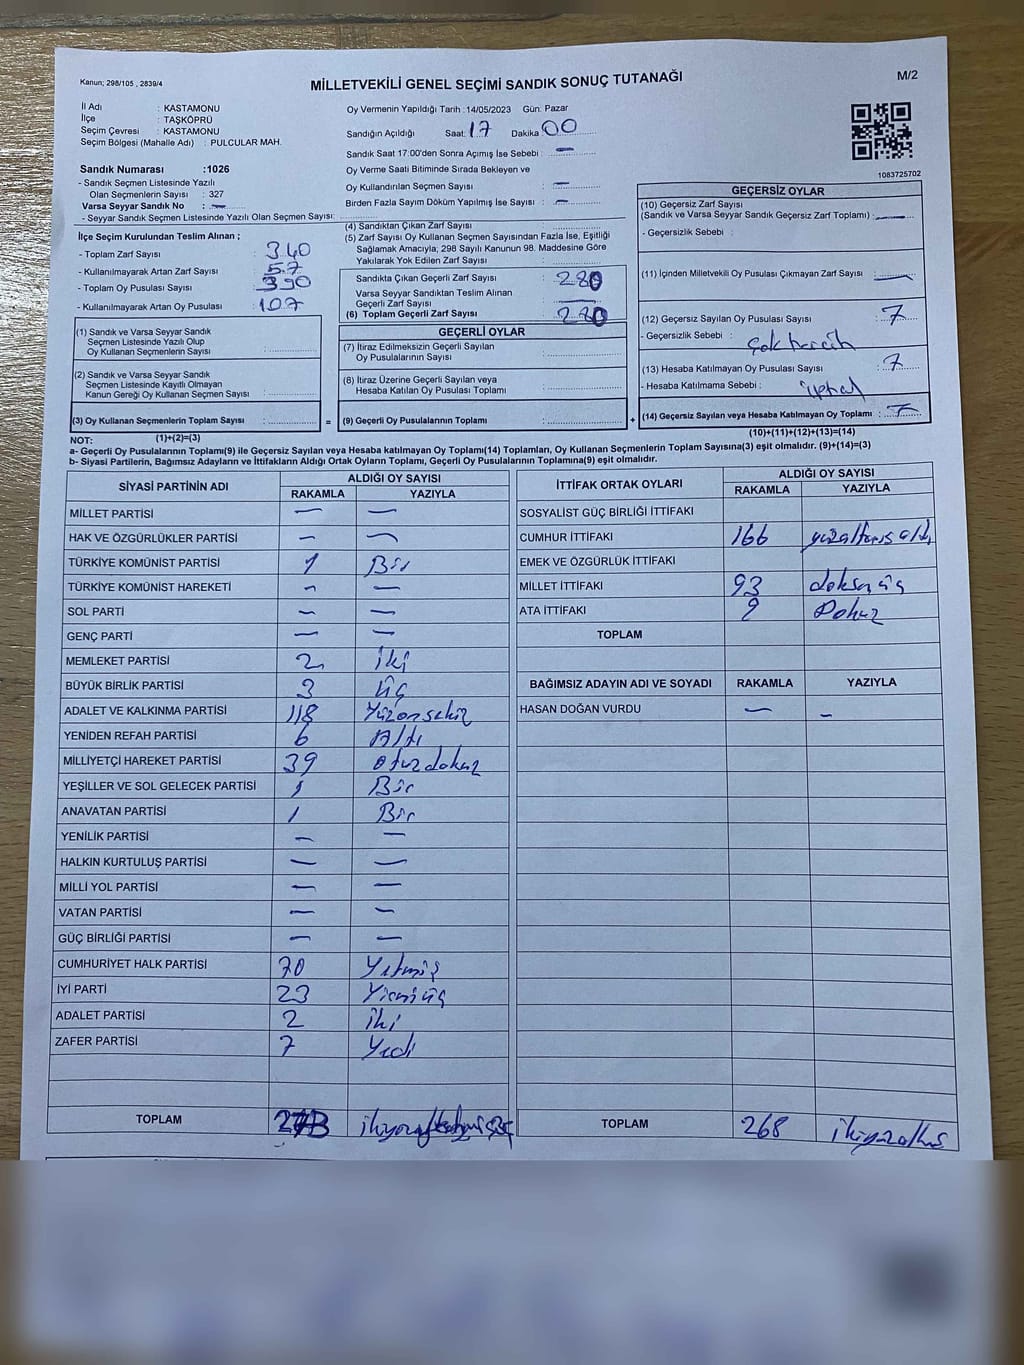 Kanun; 298/105 , 2839/4
MİLLETVEKİLİ GENEL SEÇİMİ SANDIK SONUÇ TUTANAĞI
M/2
İl Adı : KASTAMONU
İlçe : TAŞKÖPRÜ
Seçim Çevresi : KASTAMONU
Seçim Bölgesi (Mahalle Adı) : PULCULAR MAH.
Sandık Numarası :1026
- Sandık Seçmen Listesinde Yazılı
Olan Seçmenlerin Sayısı : 327
Varsa Seyyar Sandık No : —
- Seyyar Sandık Seçmen Listesinde Yazılı Olan Seçmen Sayısı:
Oy Vermenin Yapıldığı Tarih :14/05/2023 Gün: Pazar
Sandığın Açıldığı Saat: 17 Dakika 00
Sandık Saat 17:00'den Sonra Açımış İse Sebebi : —
Oy Verme Saati Bitiminde Sırada Bekleyen ve
Oy Kullandırılan Seçmen Sayısı : —
Birden Fazla Sayım Döküm Yapılmış İse Sayısı : —
1083725702
İlçe Seçim Kurulundan Teslim Alınan ;
- Toplam Zarf Sayısı : 340
- Kullanılmayarak Artan Zarf Sayısı : 57
- Toplam Oy Pusulası Sayısı : 390
- Kullanılmayarak Artan Oy Pusulası : 107
(4) Sandıktan Çıkan Zarf Sayısı
(5) Zarf Sayısı Oy Kullanan Seçmen Sayısından Fazla İse, Eşitliği
Sağlamak Amacıyla; 298 Sayılı Kanunun 98. Maddesine Göre
Yakılarak Yok Edilen Zarf Sayısı :
Sandıkta Çıkan Geçerli Zarf Sayısı : 280
Varsa Seyyar Sandıktan Teslim Alınan
Geçerli Zarf Sayısı : —
(6) Toplam Geçerli Zarf Sayısı : 280
GEÇERSİZ OYLAR
(10) Geçersiz Zarf Sayısı
(Sandık ve Varsa Seyyar Sandık Geçersiz Zarf Toplamı) : —
- Geçersizlik Sebebi :
(11) İçinden Milletvekili Oy Pusulası Çıkmayan Zarf Sayısı : —
(12) Geçersiz Sayılan Oy Pusulası Sayısı : 7
- Geçersizlik Sebebi : Çok tercih
(13) Hesaba Katılmayan Oy Pusulası Sayısı : 7
- Hesaba Katılmama Sebebi : iptal
(14) Geçersiz Sayılan veya Hesaba Katılmayan Oy Toplamı : 7
(10)+(11)+(12)+(13)=(14)
(1) Sandık ve Varsa Seyyar Sandık
Seçmen Listesinde Yazılı Olup
Oy Kullanan Seçmenlerin Sayısı :
(2) Sandık ve Varsa Seyyar Sandık
Seçmen Listesinde Kayıtlı Olmayan
Kanun Gereği Oy Kullanan Seçmen Sayısı :
(3) Oy Kullanan Seçmenlerin Toplam Sayısı : =
(1)+(2)=(3)
GEÇERLİ OYLAR
(7) İtiraz Edilmeksizin Geçerli Sayılan
Oy Pusulalarının Sayısı :
(8) İtiraz Üzerine Geçerli Sayılan veya
Hesaba Katılan Oy Pusulası Toplamı :
(9) Geçerli Oy Pusulalarının Toplamı : +
NOT:
a- Geçerli Oy Pusulalarının Toplamı(9) ile Geçersiz Sayılan veya Hesaba katılmayan Oy Toplamı(14) Toplamları, Oy Kullanan Seçmenlerin Toplam Sayısına(3) eşit olmalıdır. (9)+(14)=(3)
b- Siyasi Partilerin, Bağımsız Adayların ve İttifakların Aldığı Ortak Oyların Toplamı, Geçerli Oy Pusulalarının Toplamına(9) eşit olmalıdır.
SİYASİ PARTİNİN ADI ALDIĞI OY SAYISI
RAKAMLA YAZIYLA
MİLLET PARTİSİ — —
HAK VE ÖZGÜRLÜKLER PARTİSİ — —
TÜRKİYE KOMÜNİST PARTİSİ 1 Bir
TÜRKİYE KOMÜNİST HAREKETİ — —
SOL PARTİ — —
GENÇ PARTİ — —
MEMLEKET PARTİSİ 2 iki
BÜYÜK BİRLİK PARTİSİ 3 üç
ADALET VE KALKINMA PARTİSİ 118 Yüzonsekiz
YENİDEN REFAH PARTİSİ 6 Altı
MİLLİYETÇİ HAREKET PARTİSİ 39 otuzdokuz
YEŞİLLER VE SOL GELECEK PARTİSİ 1 Bir
ANAVATAN PARTİSİ 1 Bir
YENİLİK PARTİSİ — —
HALKIN KURTULUŞ PARTİSİ — —
MİLLİ YOL PARTİSİ — —
VATAN PARTİSİ — —
GÜÇ BİRLİĞİ PARTİSİ — —
CUMHURİYET HALK PARTİSİ 70 Yetmiş
İYİ PARTİ 23 Yirmiüç
ADALET PARTİSİ 2 iki
ZAFER PARTİSİ 7 Yedi
TOPLAM
İTTİFAK ORTAK OYLARI ALDIĞI OY SAYISI
RAKAMLA YAZIYLA
SOSYALİST GÜÇ BİRLİĞİ İTTİFAKI
CUMHUR İTTİFAKI 166 yüzaltmışaltı
EMEK VE ÖZGÜRLÜK İTTİFAKI
MİLLET İTTİFAKI 93 doksanüç
ATA İTTİFAKI 9 Dokuz
TOPLAM
BAĞIMSIZ ADAYIN ADI VE SOYADI RAKAMLA YAZIYLA
HASAN DOĞAN VURDU — —
TOPLAM 268